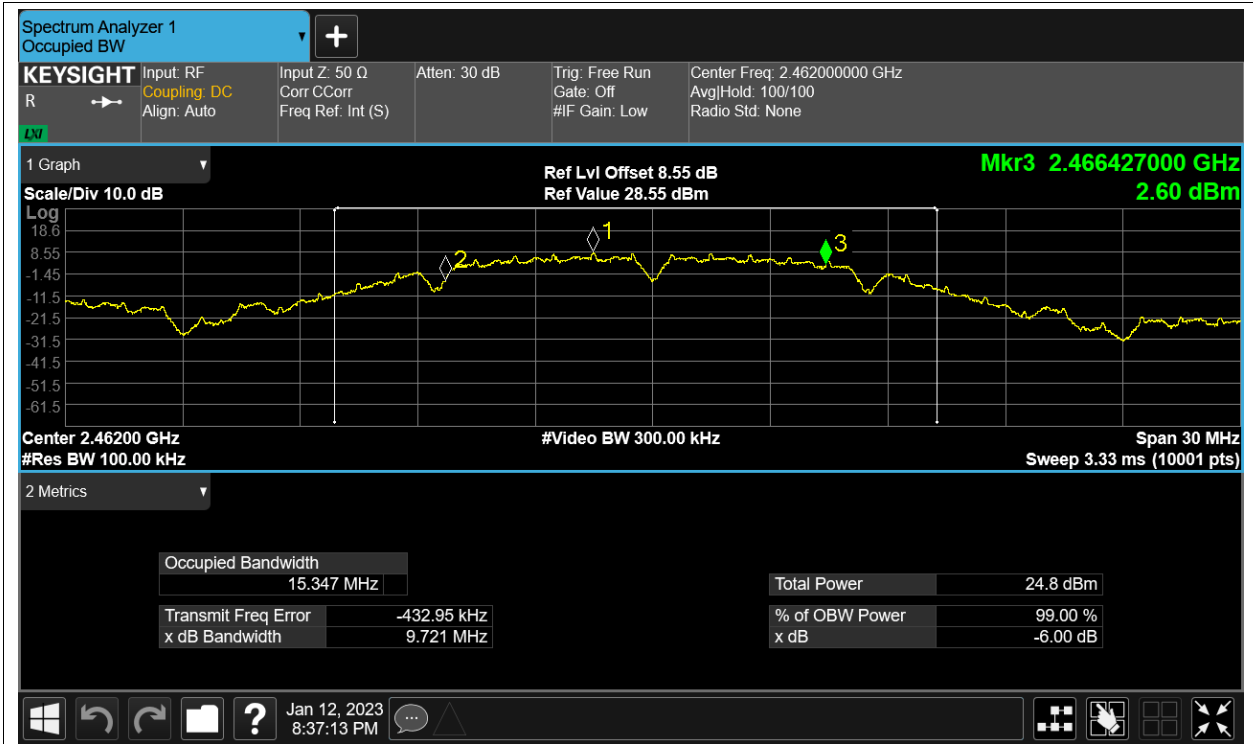 Spectrum Analyzer 1
Occupied BW
KEYSIGHT
R
LXI
Input: RF
Coupling: DC
Align: Auto
Input Z: 50 Ω
Corr CCorr
Freq Ref: Int (S)
Atten: 30 dB
Trig: Free Run
Gate: Off
#IF Gain: Low
Center Freq: 2.462000000 GHz
Avg|Hold: 100/100
Radio Std: None
1 Graph
Scale/Div 10.0 dB
Ref Lvl Offset 8.55 dB
Ref Value 28.55 dBm
Mkr3 2.466427000 GHz
2.60 dBm
Log
18.6
8.55
-1.45
-11.5
-21.5
-31.5
-41.5
-51.5
-61.5
1
2
3
Center 2.46200 GHz
#Res BW 100.00 kHz
#Video BW 300.00 kHz
Span 30 MHz
Sweep 3.33 ms (10001 pts)
2 Metrics
Occupied Bandwidth
15.347 MHz
Transmit Freq Error -432.95 kHz
x dB Bandwidth 9.721 MHz
Total Power 24.8 dBm
% of OBW Power 99.00 %
x dB -6.00 dB
?
Jan 12, 2023
8:37:13 PM